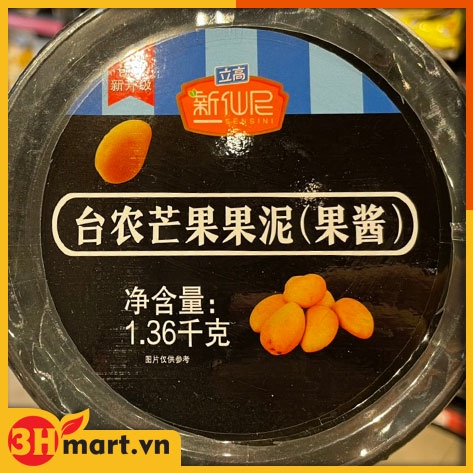 新升级
立高
新仙尼
SENSINI
台农芒果果泥(果酱)
净含量:
1.36千克
图片仅供参考
3Hmart.vn